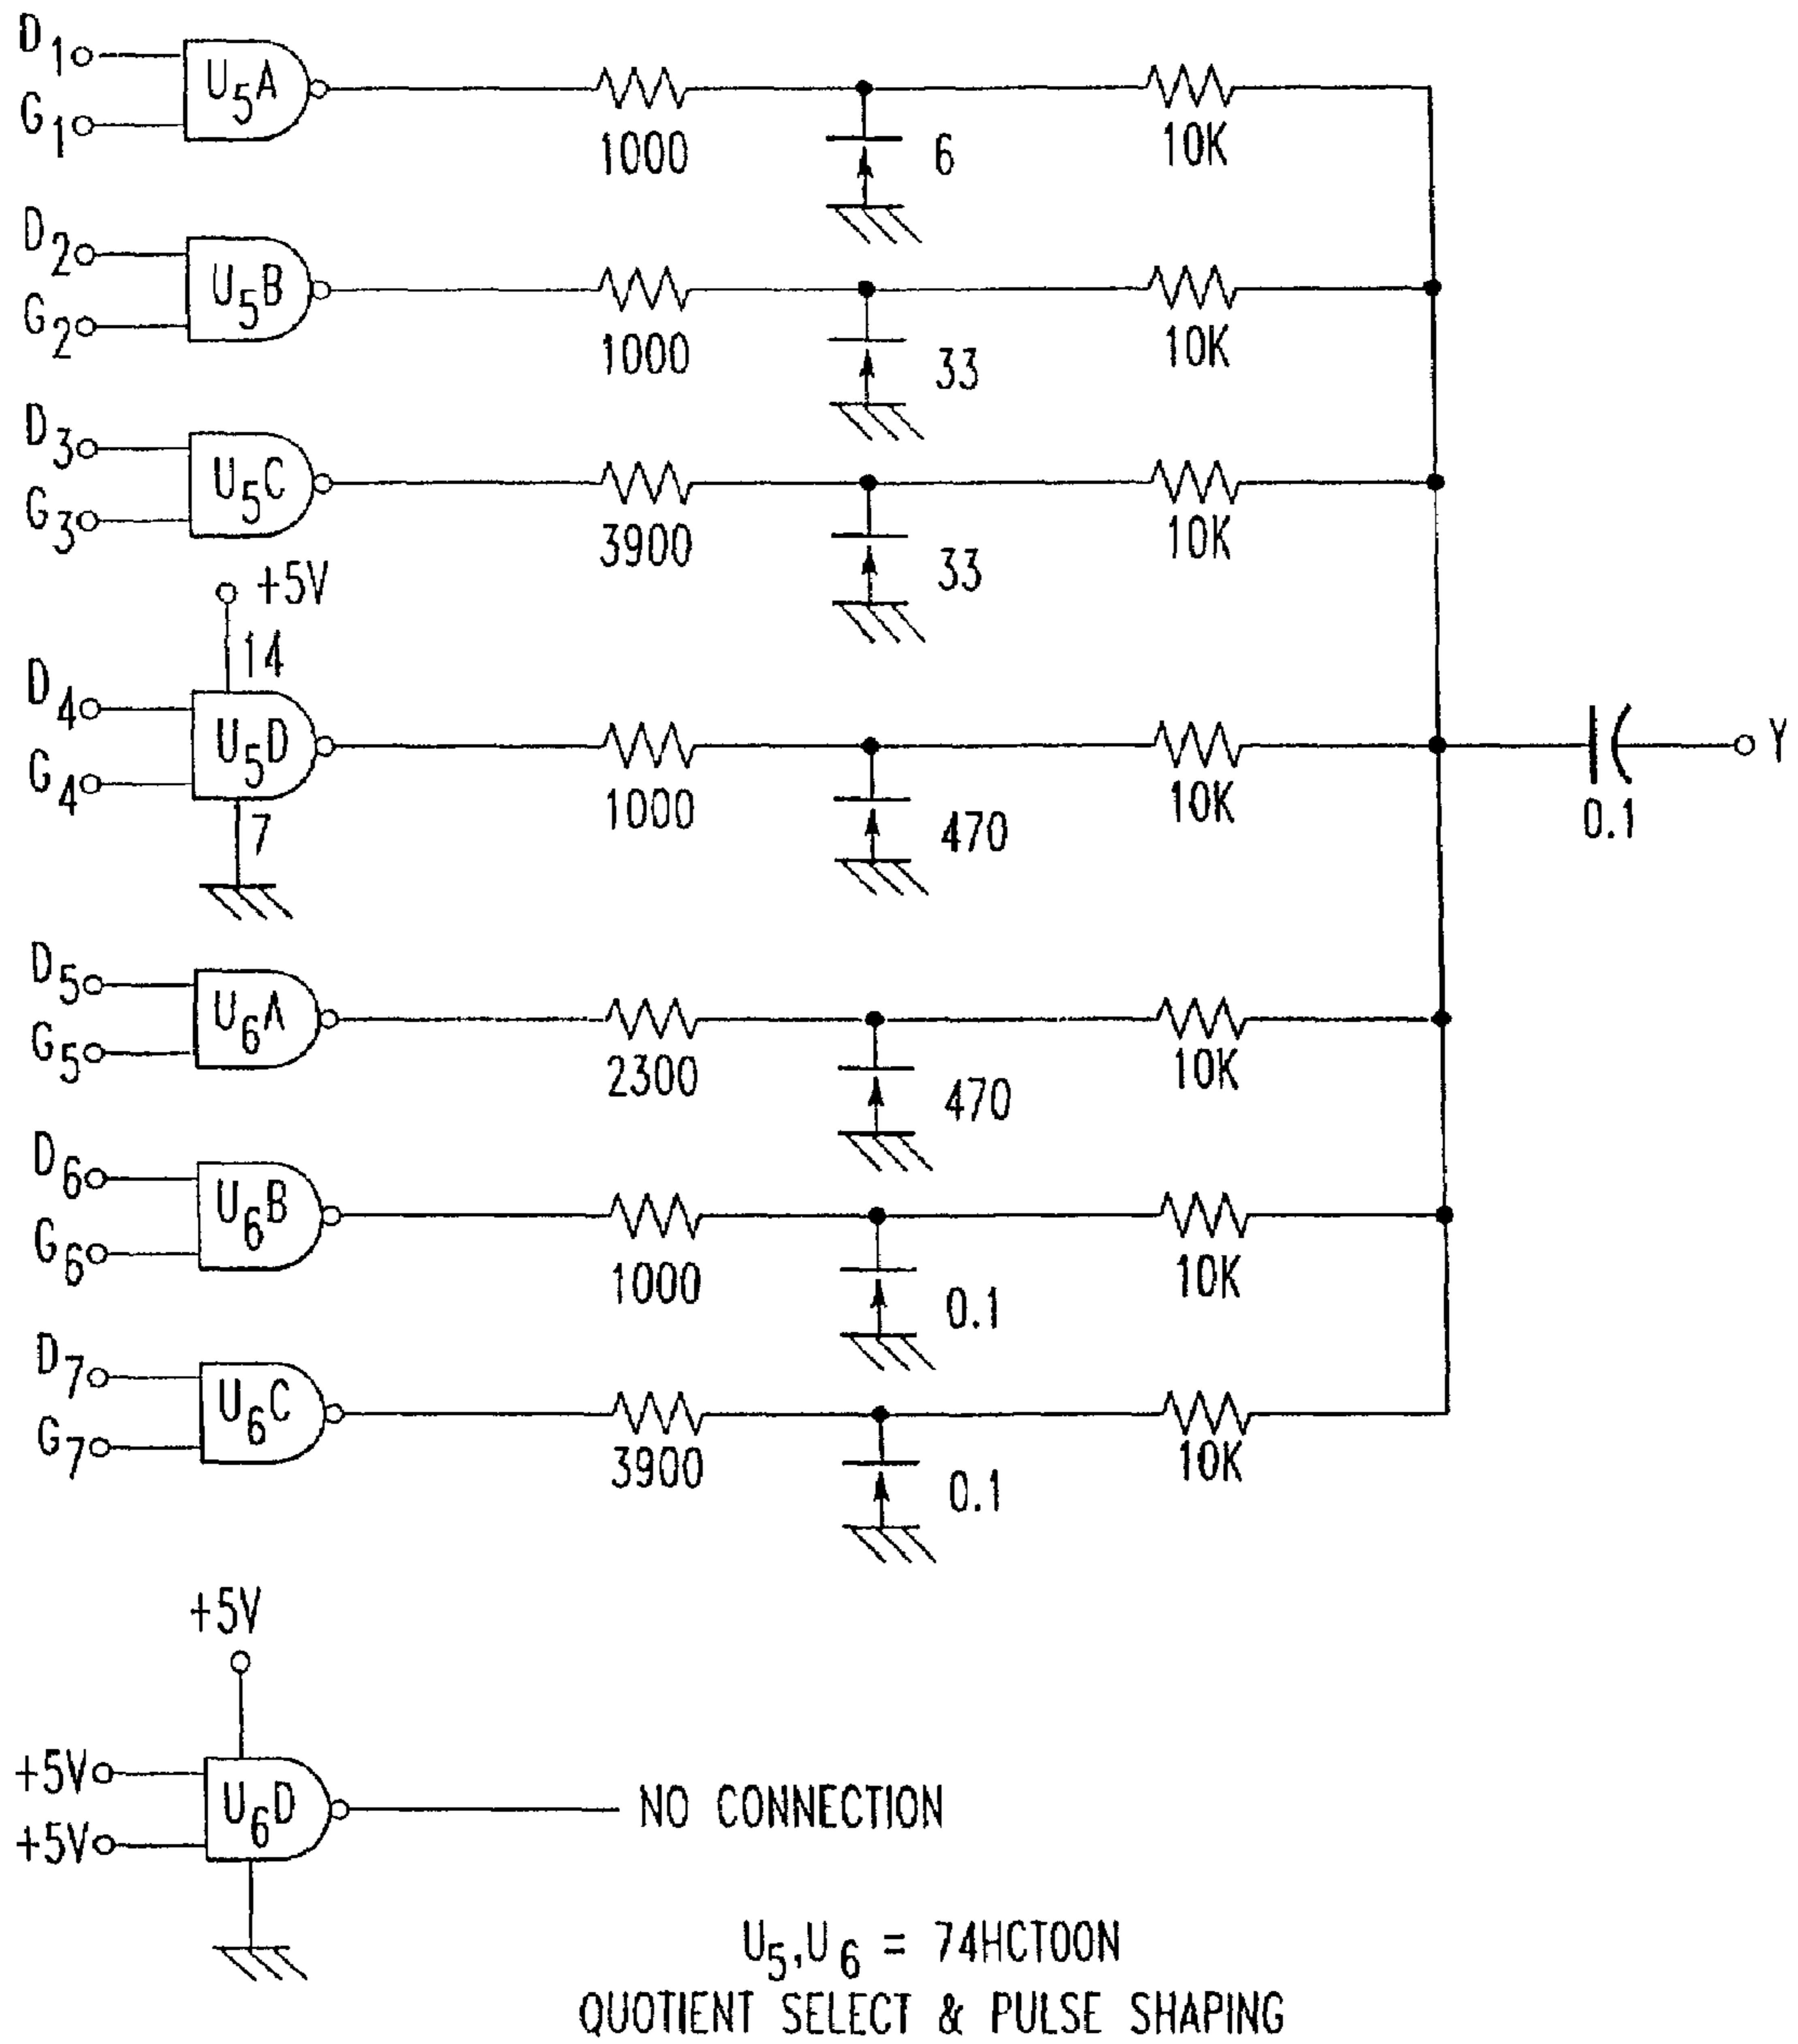 D1
G1
U5A
1000
6
10K
D2
G2
U5B
1000
33
10K
D3
G3
U5C
3900
33
10K
+5V
14
D4
G4
U5D
7
1000
470
10K
0.1
Y
D5
G5
U6A
2300
470
10K
D6
G6
U6B
1000
0.1
10K
D7
G7
U6C
3900
0.1
10K
+5V
+5V
+5V
U6D
NO CONNECTION
U5,U6 = 74HCT00N
QUOTIENT SELECT & PULSE SHAPING